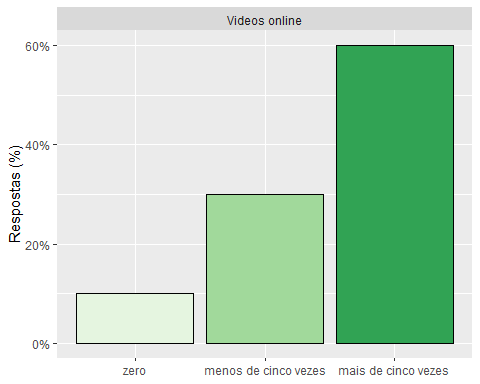 Videos online
Respostas (%)
60%
40%
20%
0%
zero
menos de cinco vezes
mais de cinco vezes